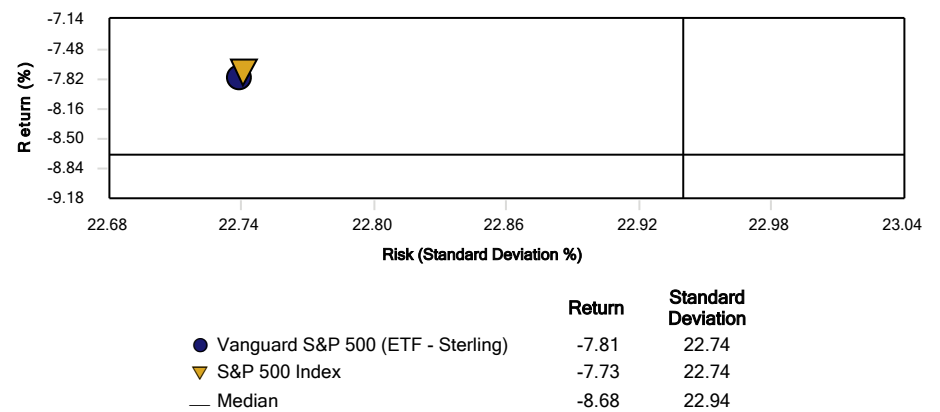 -7.14
-7.48
-7.82
-8.16
-8.50
-8.84
-9.18
Return (%)
22.68 22.74 22.80 22.86 22.92 22.98 23.04
Risk (Standard Deviation %)
Return Standard Deviation
Vanguard S&P 500 (ETF - Sterling) -7.81 22.74
S&P 500 Index -7.73 22.74
Median -8.68 22.94